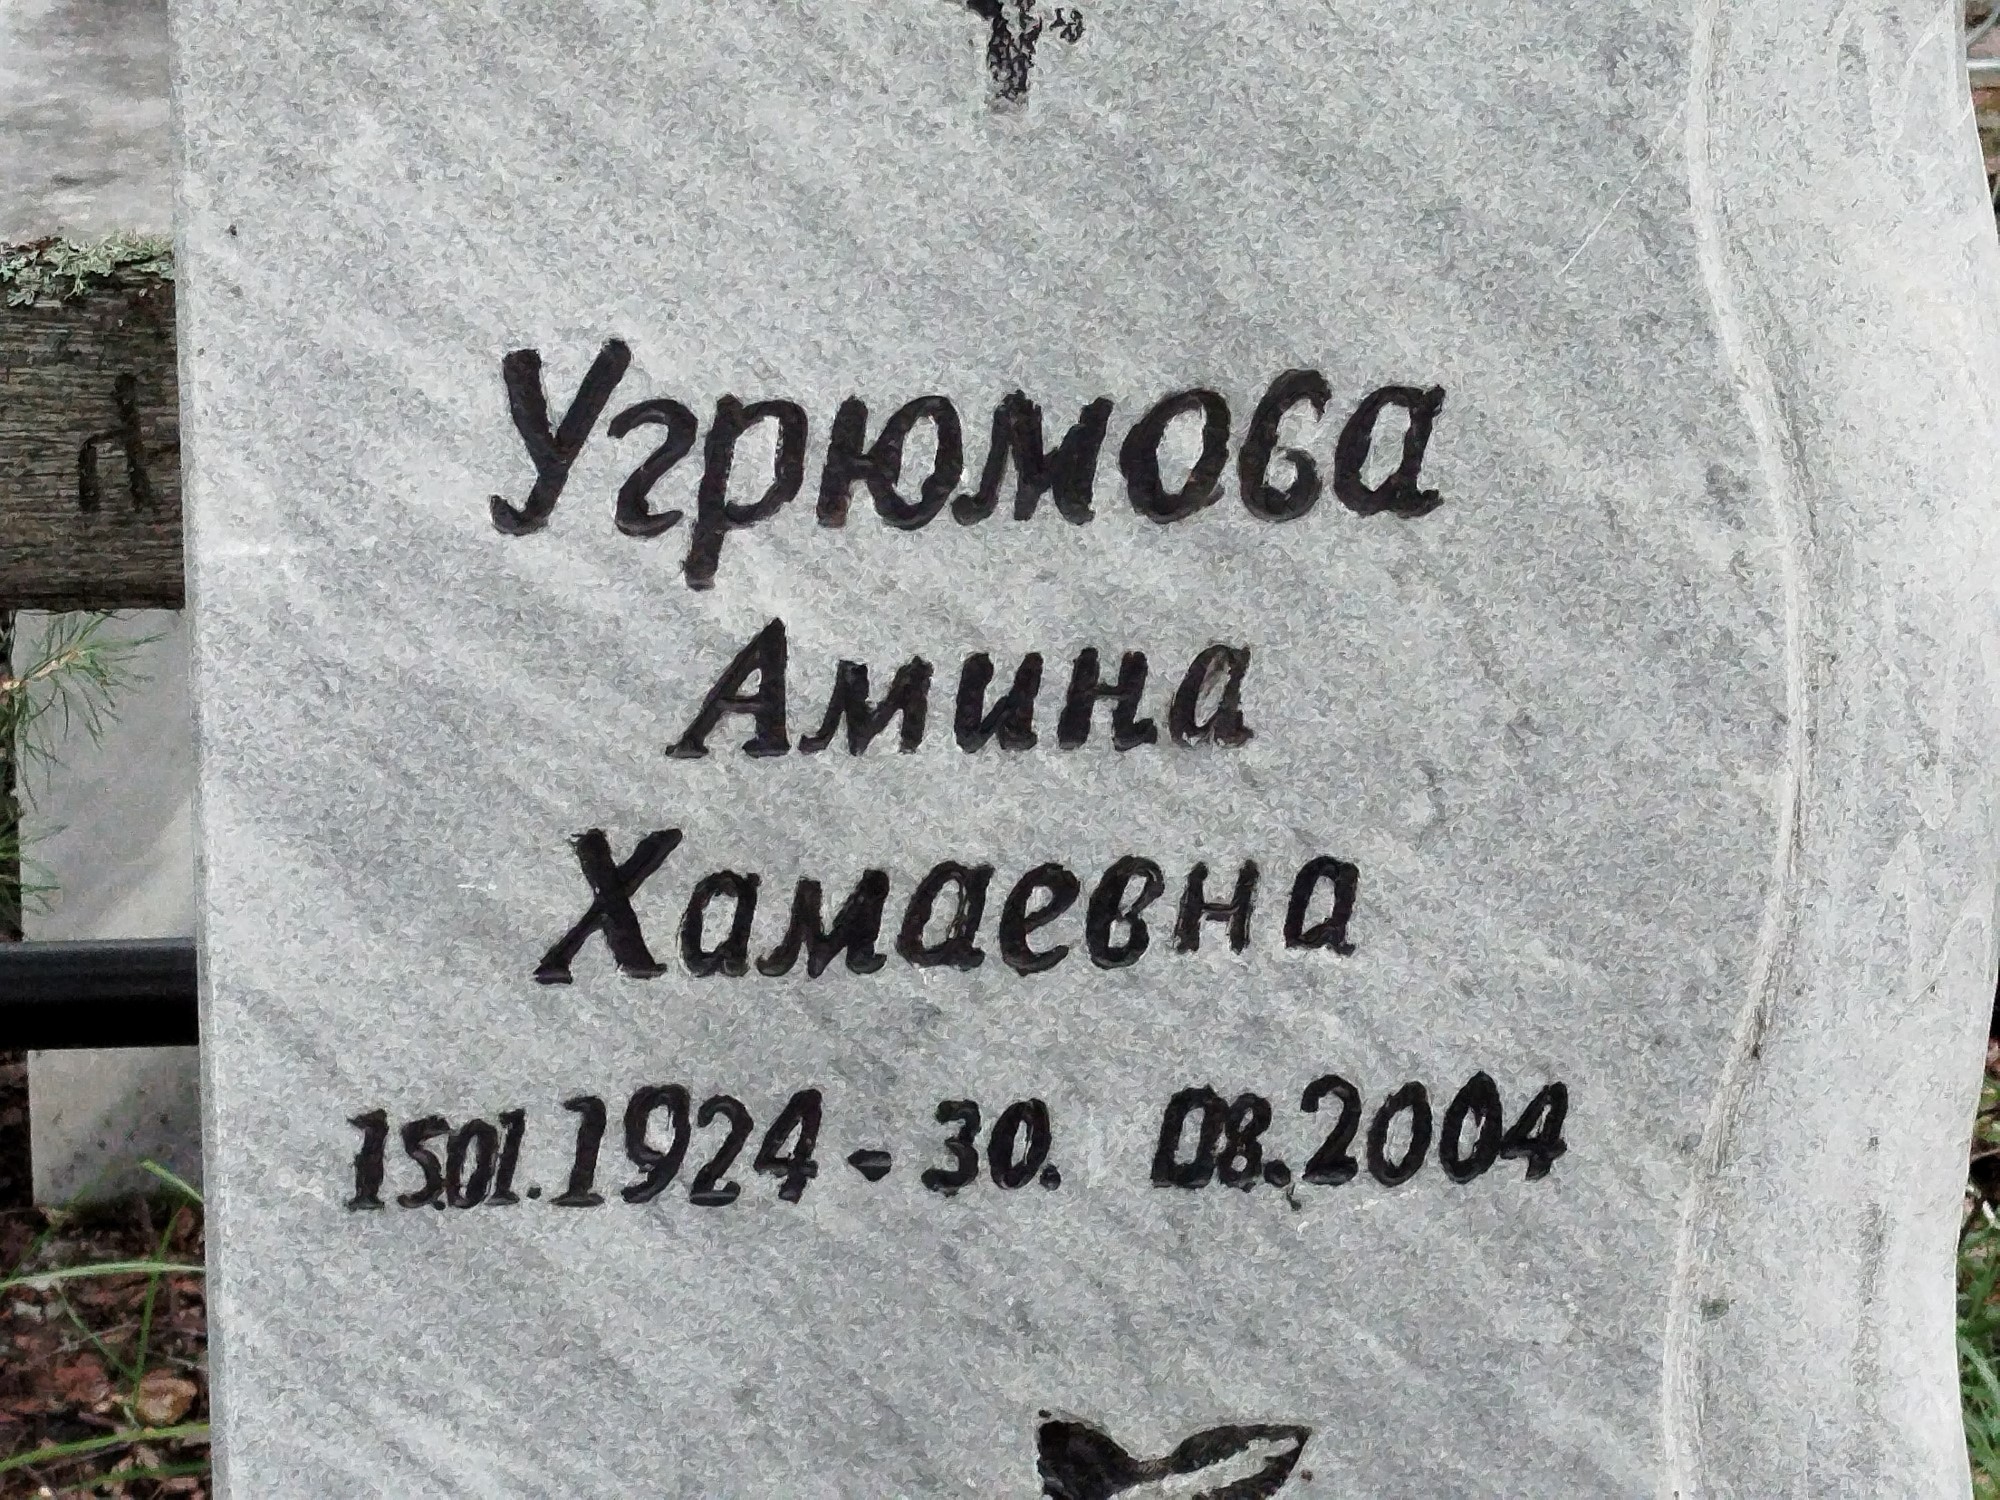 Угрюмова
Амина
Хамаевна
15.01.1924 - 30. 08.2004